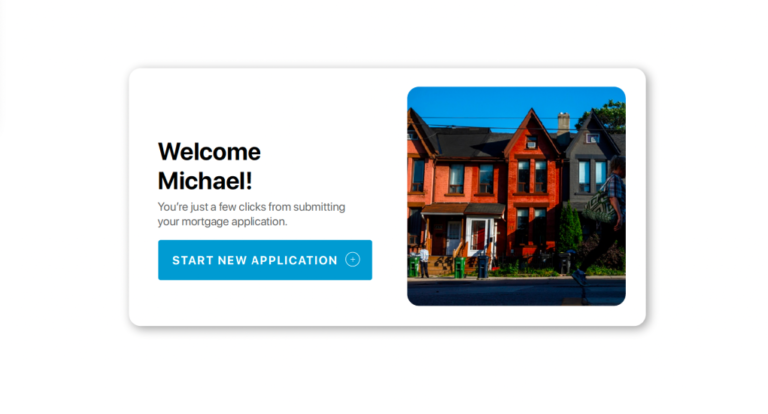 Welcome
Michael!
You're just a few clicks from submitting
your mortgage application.
START NEW APPLICATION